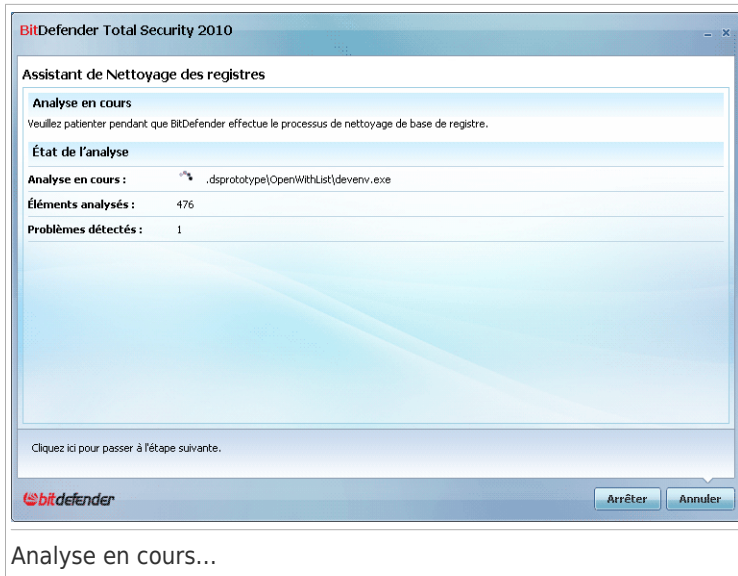 BitDefender Total Security 2010
Assistant de Nettoyage des registres
Analyse en cours
Veuillez patienter pendant que BitDefender effectue le processus de nettoyage de base de registre.
État de l'analyse
Analyse en cours : .dsprototype\OpenWithList\devenv.exe
Éléments analysés : 476
Problèmes détectés : 1
Cliquez ici pour passer à l'étape suivante.
bitdefender
Arrêter Annuler
Analyse en cours...